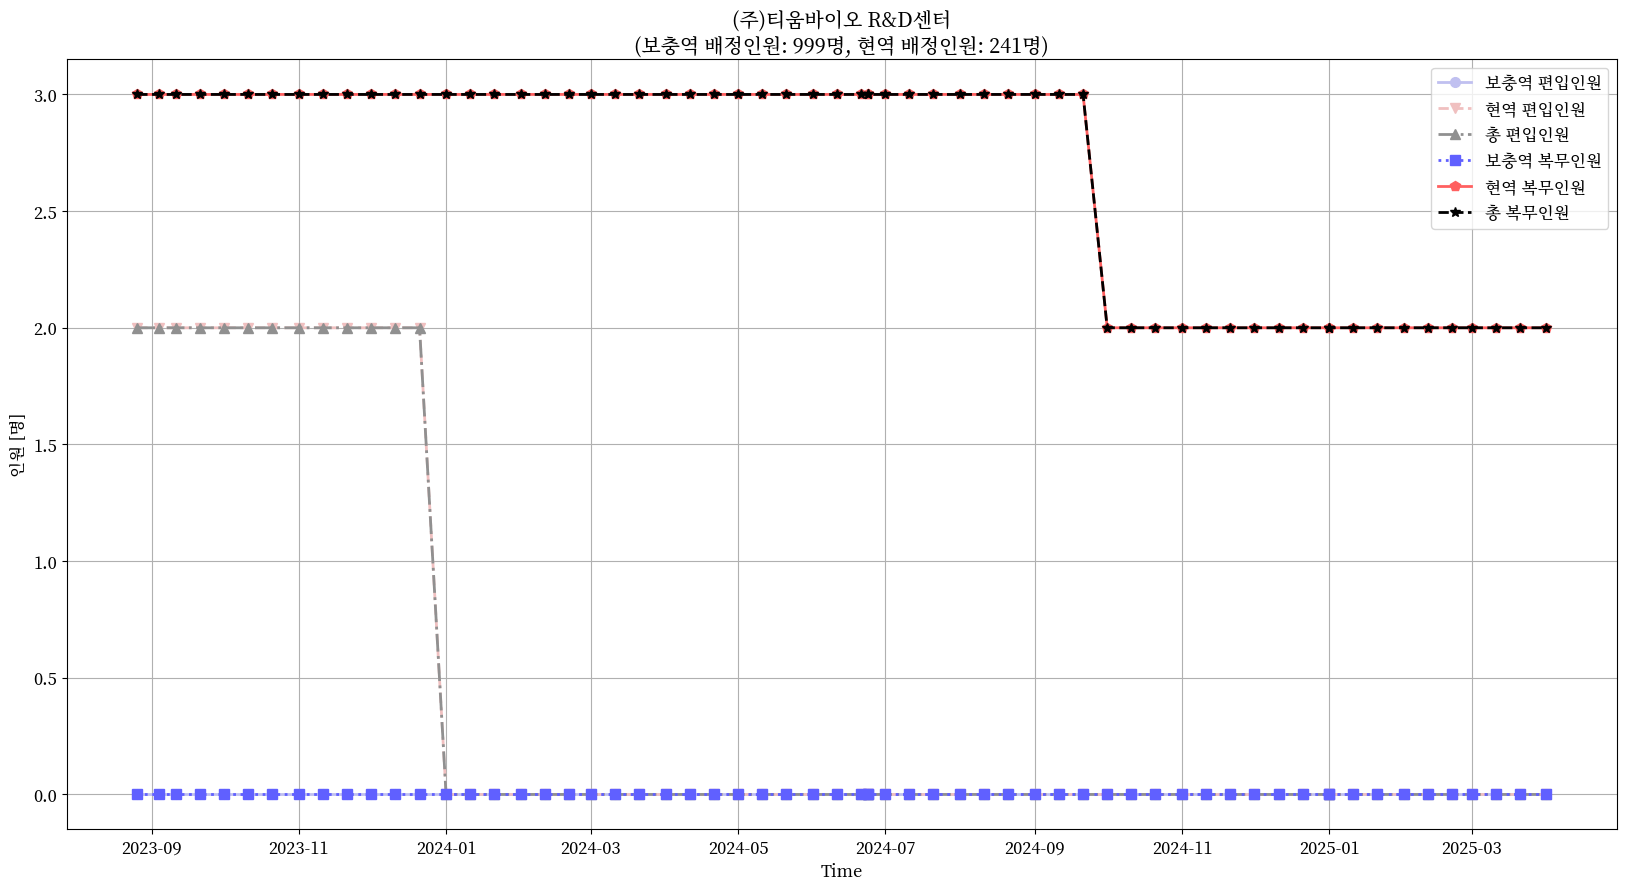 (주)티움바이오 R&D센터
(보충역 배정인원: 999명, 현역 배정인원: 241명)
보충역 편입인원
현역 편입인원
총 편입인원
보충역 복무인원
현역 복무인원
총 복무인원
인원 [명]
3.0
2.5
2.0
1.5
1.0
0.5
0.0
2023-09
2023-11
2024-01
2024-03
2024-05
2024-07
2024-09
2024-11
2025-01
2025-03
Time